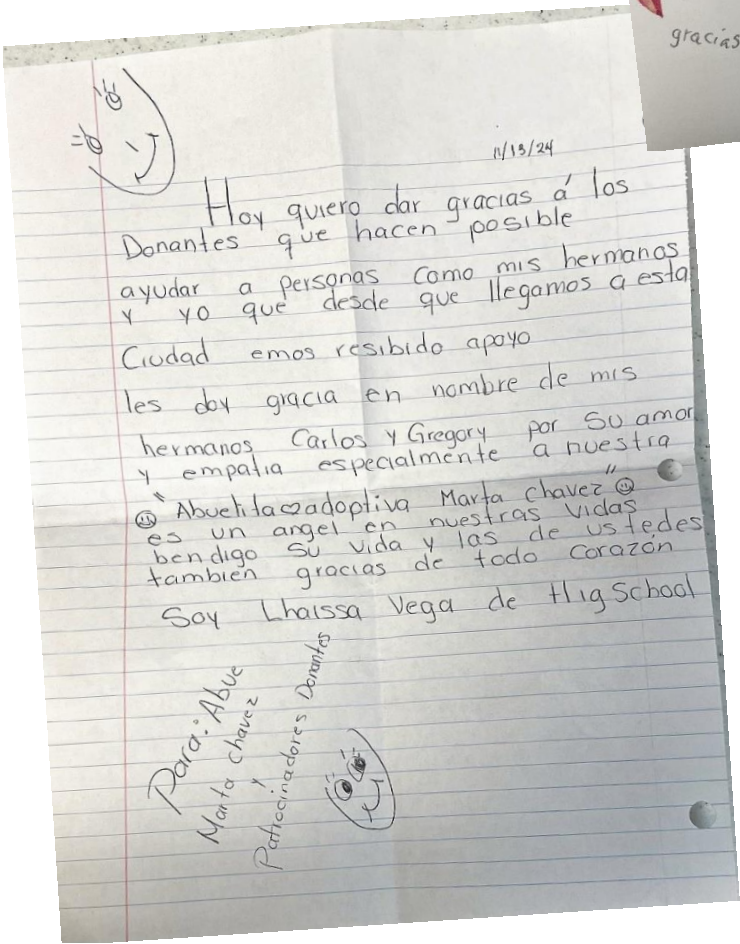 gracias
11/13/24
Hoy quiero dar gracias á los
Donantes que hacen posible
ayudar a personas como mis hermanos
y yo que desde que llegamos a esta
Ciudad emos resibido apoyo
les doy gracia en nombre de mis
hermanos Carlos y Gregory por su amor
y empatia especialmente a nuestra
"Abuelita adoptiva Marta Chavez"
es un angel en nuestras vidas
bendigo su vida y las de ustedes
tambien gracias de todo corazón
Soy Lhaissa Vega de Hig School
Para: Abue
Marta Chavez
y
Patrocinadores Donantes